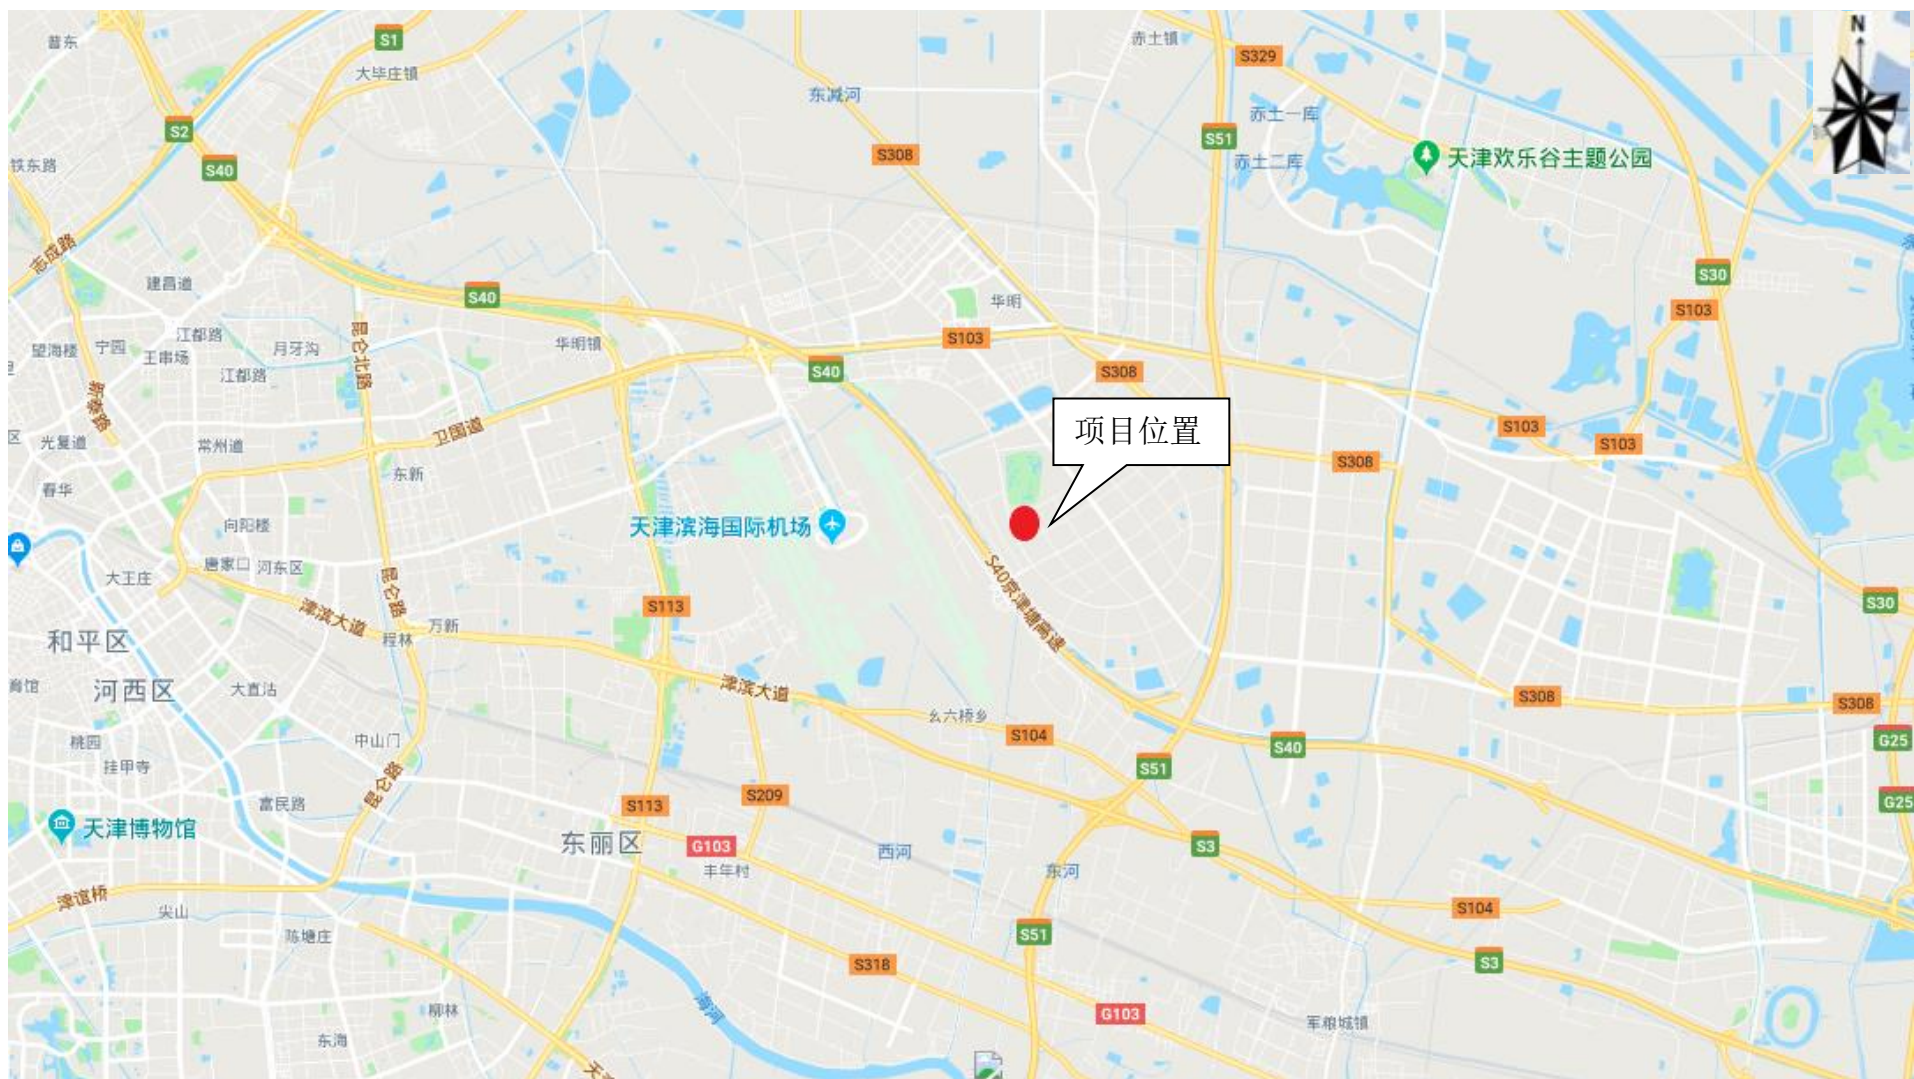 N
S1
普东
赤土镇
S329
大毕庄镇
东减河
赤土一库
S2
S51
S308
天津欢乐谷主题公园
铁东路
S40
赤土二库
志成路
S30
建昌道
S40
华明
S103
江都路
S103
昆仑北路
华明镇
望海楼
宁园
王串场
月牙沟
S40
S308
江都路
新春路
项目位置
卫国道
S103
光复道
常州道
S103
S308
东新
春华
向阳楼
天津滨海国际机场
唐家口
河东区
大王庄
S40京津塘高速
昆仑路
S113
S30
津滨大道
万新
程林
和平区
河西区
大直沽
津滨大道
S308
S308
幺六桥乡
桃园
中山门
S104
S40
G25
挂甲寺
S51
昆仑路
S209
富民路
S113
G25
天津博物馆
东丽区
G103
西河
S3
丰年村
东河
津谊桥
S104
尖山
陈塘庄
S51
S318
S3
柳林
海河
G103
军粮城镇
东海